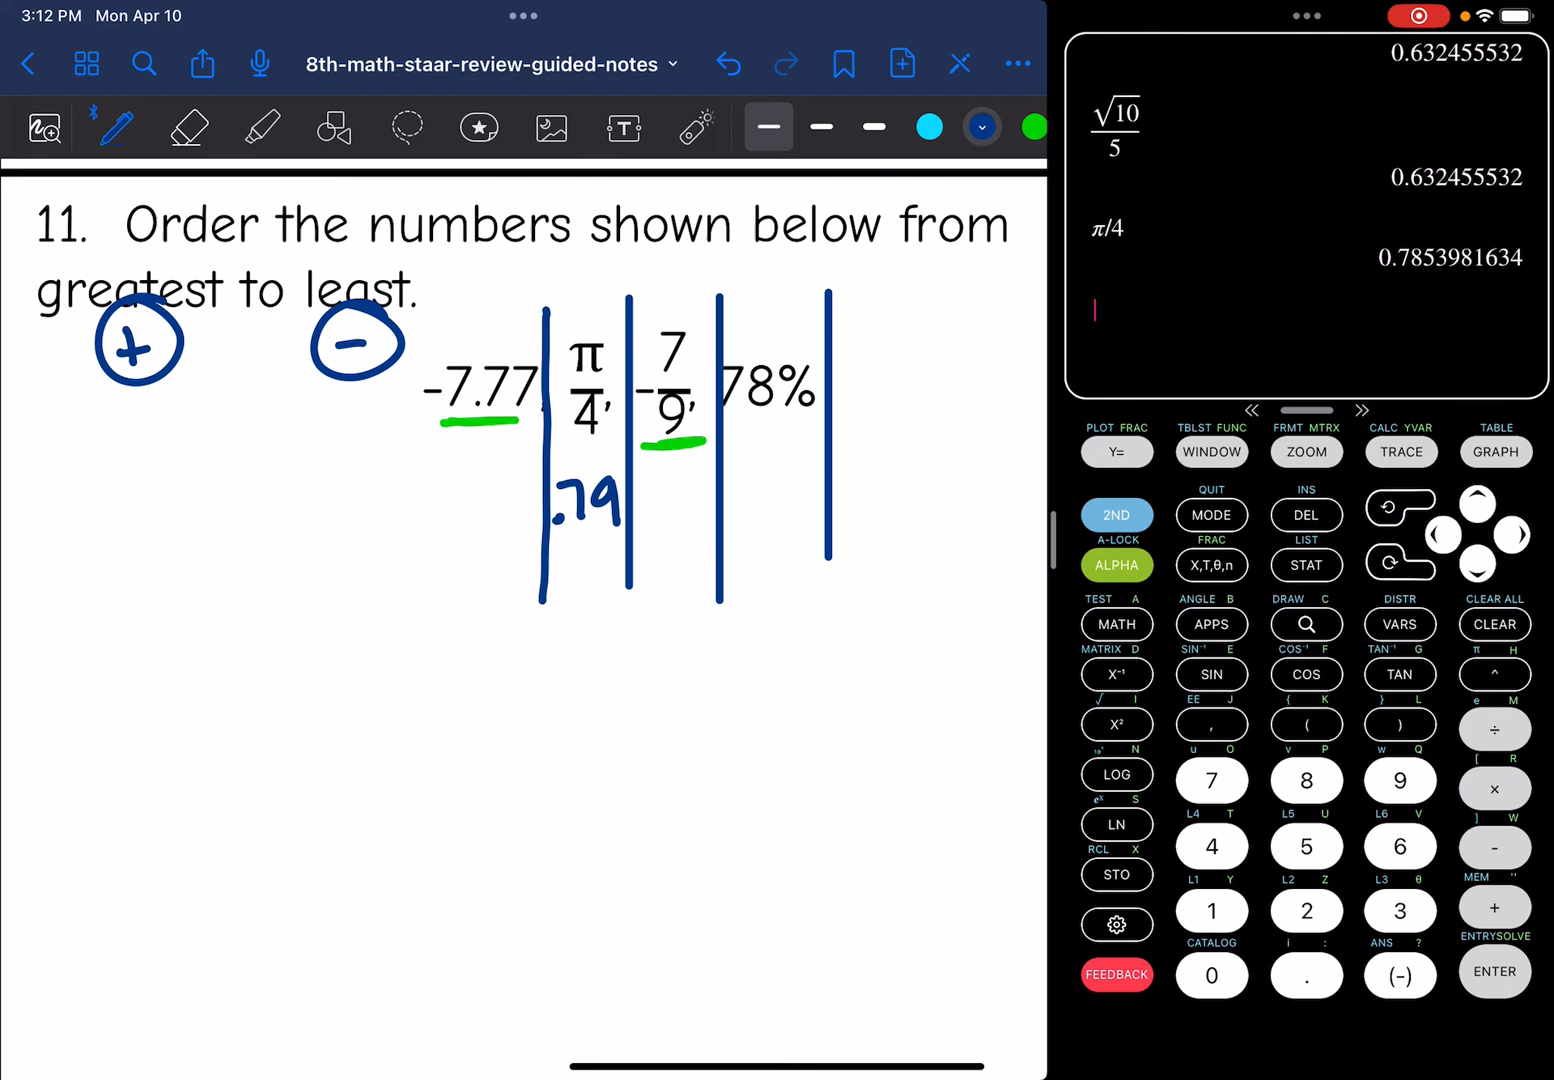 3:12 PM Mon Apr 10
8th-math-staar-review-guided-notes
T
11. Order the numbers shown below from
greatest to least.
+ -
-7.77, π/4, -7/9, 78%
.79
0.632455532
√10/5
0.632455532
π/4
0.7853981634
PLOT FRAC TBLST FUNC FRMT MTRX CALC YVAR TABLE
Y= WINDOW ZOOM TRACE GRAPH
QUIT INS
2ND MODE DEL
A-LOCK FRAC LIST
ALPHA X,T,θ,n STAT
TEST A ANGLE B DRAW C DISTR CLEAR ALL
MATH APPS VARS CLEAR
MATRIX D SIN⁻¹ E COS⁻¹ F TAN⁻¹ G π H
X⁻¹ SIN COS TAN ^
√ I EE J { K } L e M
X² , ( ) ÷
10ˣ N u O v P w Q [ R
LOG 7 8 9 ×
eˣ S L4 T L5 U L6 V ] W
LN 4 5 6 -
RCL X L1 Y L2 Z L3 θ MEM "
STO 1 2 3 +
CATALOG i : ANS ? ENTRY SOLVE
FEEDBACK 0 . (-) ENTER